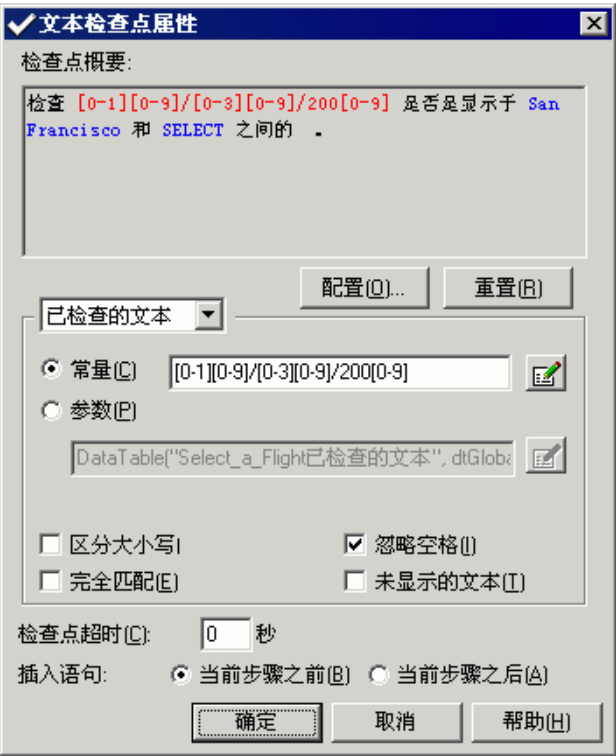 文本检查点属性
检查点概要:
检查 [0-1][0-9]/[0-3][0-9]/200[0-9] 是否是显示于 San
Francisco 和 SELECT 之间的 .
配置(O)... 重置(R)
已检查的文本
常量(C) [0-1][0-9]/[0-3][0-9]/200[0-9]
参数(P)
DataTable("Select_a_Flight已检查的文本", dtGloba
区分大小写( 忽略空格(I)
完全匹配(E) 未显示的文本(T)
检查点超时(C): 0 秒
插入语句: 当前步骤之前(B) 当前步骤之后(A)
确定 取消 帮助(H)